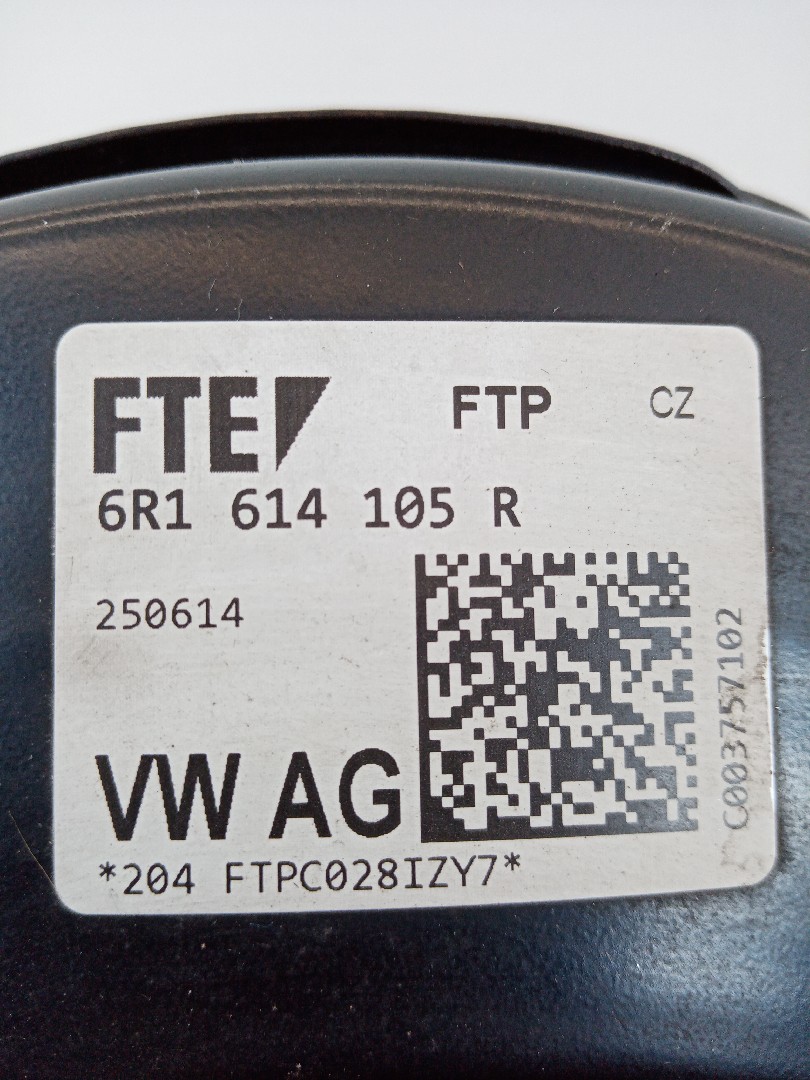 FTE FTP CZ
6R1 614 105 R
250614
C003757102
VW AG
*204 FTPC028IZY7*